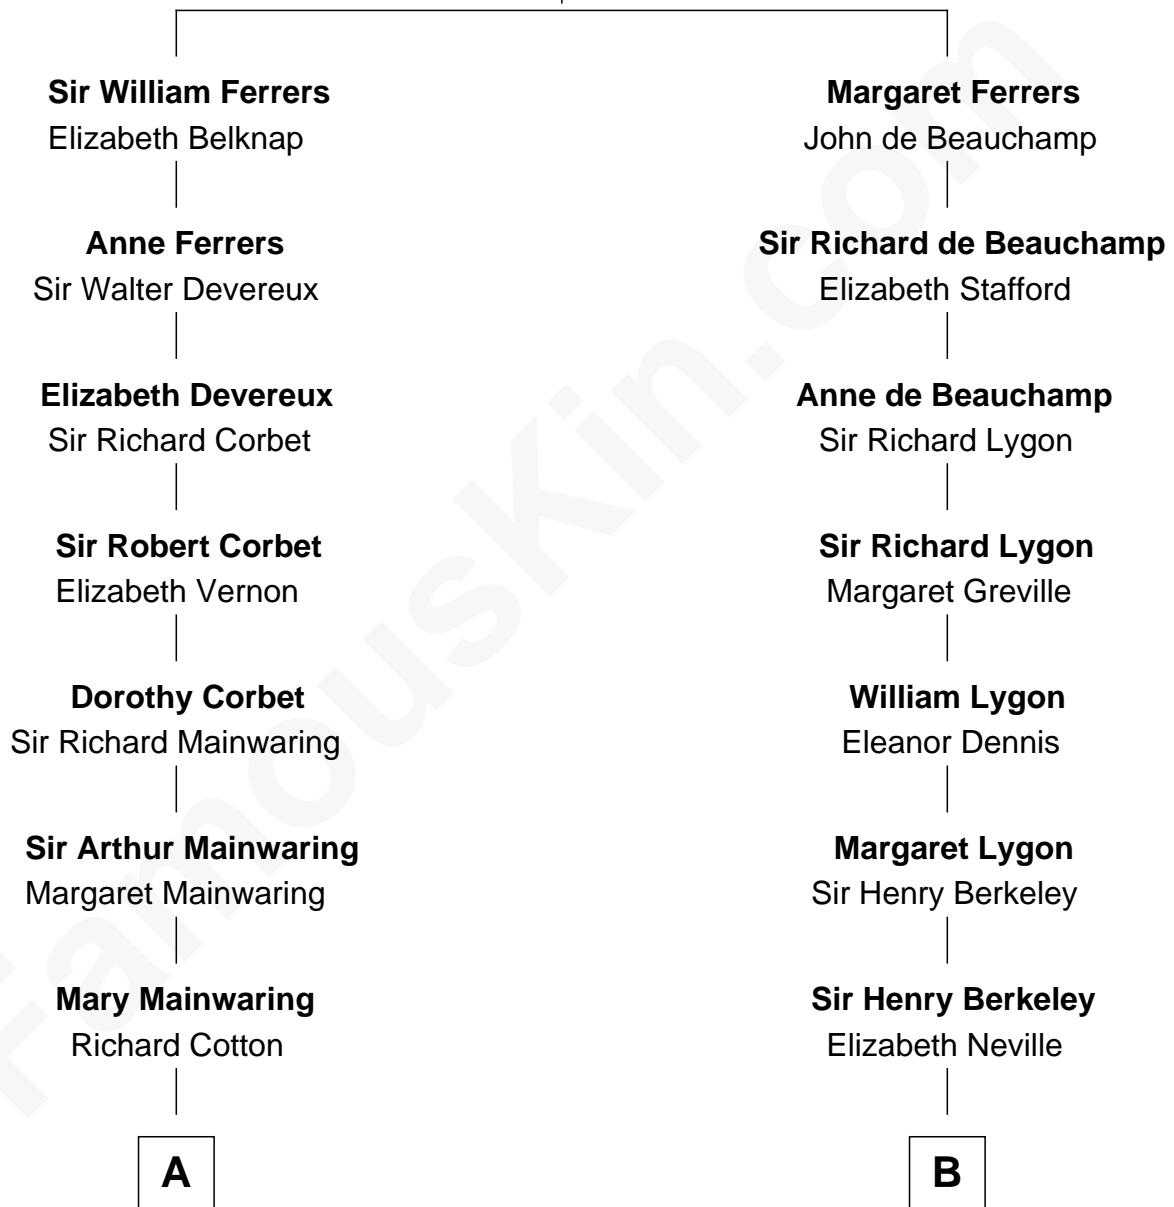 Sir William Ferrers
Elizabeth Belknap
Anne Ferrers
Sir Walter Devereux
Elizabeth Devereux
Sir Richard Corbet
Sir Robert Corbet
Elizabeth Vernon
Dorothy Corbet
Sir Richard Mainwaring
Sir Arthur Mainwaring
Margaret Mainwaring
Mary Mainwaring
Richard Cotton
A
Margaret Ferrers
John de Beauchamp
Sir Richard de Beauchamp
Elizabeth Stafford
Anne de Beauchamp
Sir Richard Lygon
Sir Richard Lygon
Margaret Greville
William Lygon
Eleanor Dennis
Margaret Lygon
Sir Henry Berkeley
Sir Henry Berkeley
Elizabeth Neville
B
FamousKin.com